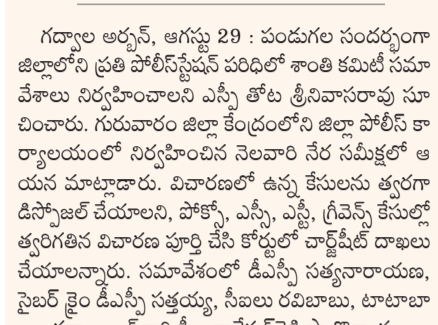 గద్వాల అర్బన్, ఆగస్టు 29 : పండుగల సందర్భంగా
జిల్లాలోని ప్రతి పోలీస్‌స్టేషన్ పరిధిలో శాంతి కమిటీ సమా
వేశాలు నిర్వహించాలని ఎస్పీ తోట శ్రీనివాసరావు సూ
చించారు. గురువారం జిల్లా కేంద్రంలోని జిల్లా పోలీస్ కా
ర్యాలయంలో నిర్వహించిన నెలవారి నేర సమీక్షలో ఆ
యన మాట్లాడారు. విచారణలో ఉన్న కేసులను త్వరగా
డిస్పోజల్ చేయాలని, పోక్సో, ఎస్సీ, ఎస్టీ, గ్రీవెన్స్ కేసుల్లో
త్వరితగతిన విచారణ పూర్తి చేసి కోర్టులో చార్జ్‌షీట్ దాఖలు
చేయాలన్నారు. సమావేశంలో డీఎస్పీ సత్యనారాయణ,
సైబర్ క్రైం డీఎస్పీ సత్తయ్య, సీఐలు రవిబాబు, టాటాబా